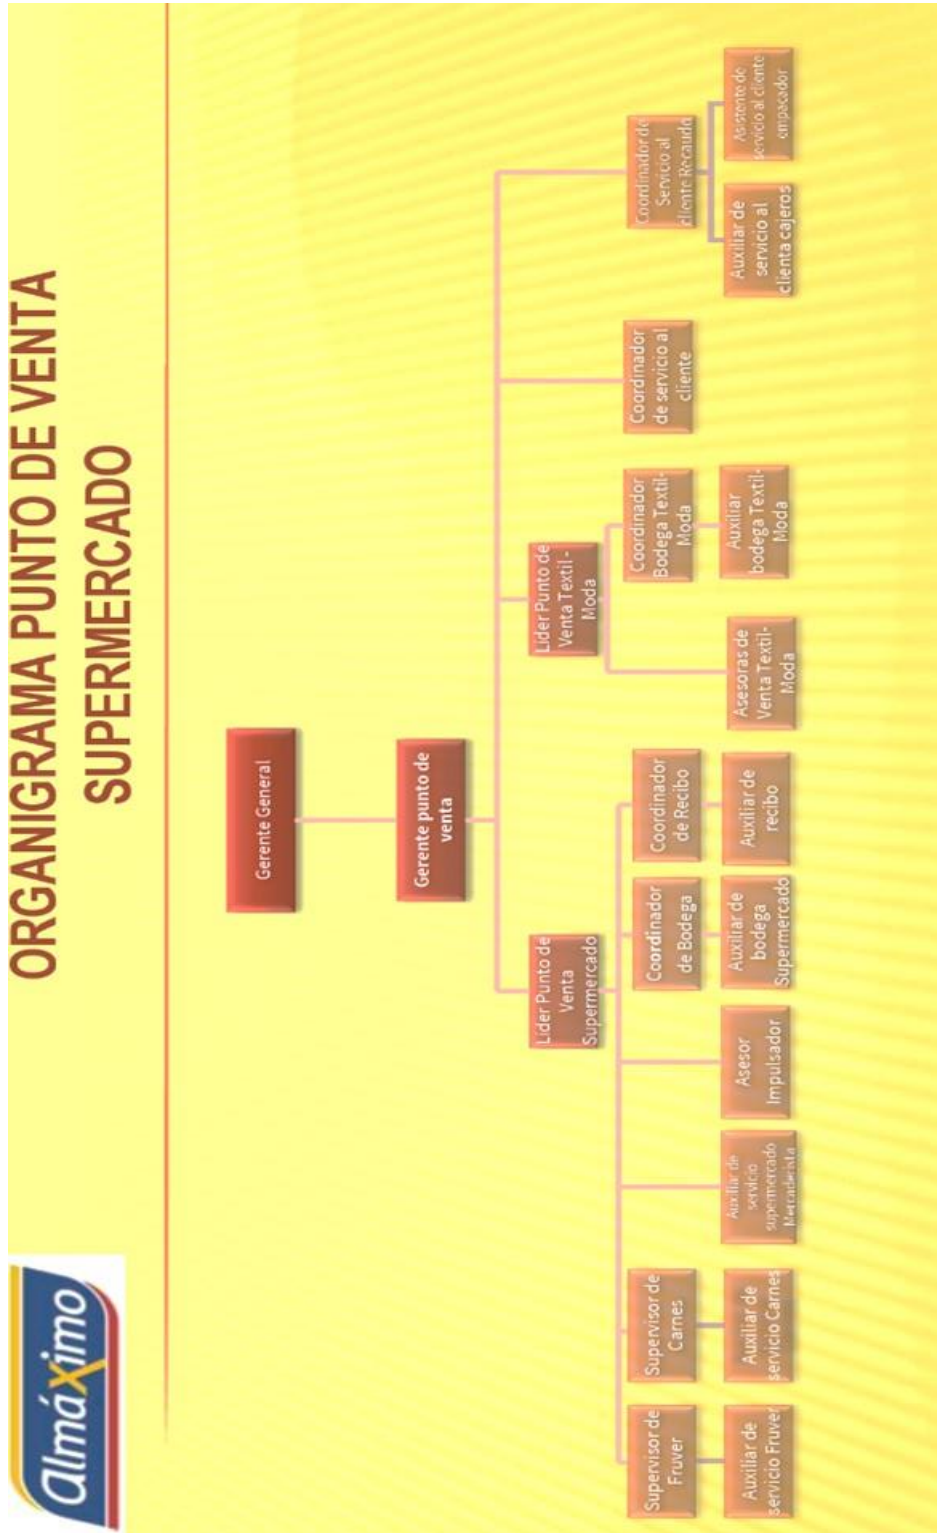 almáximo
ORGANIGRAMA PUNTO DE VENTA
SUPERMERCADO
Gerente General
Gerente punto de
venta
Líder Punto de
Venta
Supermercado
Líder Punto de
Venta Textil -
Moda
Supervisor de
Fruver
Supervisor de
Carnes
Coordinador
de Bodega
Coordinador
de Recibo
Coordinador
Bodega Textil-
Moda
Coordinador
de servicio al
cliente
Coordinador de
Servicio al
cliente Recaudo
Auxiliar de
servicio Fruver
Auxiliar de
servicio Carnes
Auxiliar de
servicio
supermercado
Mercaderista
Asesor
Impulsador
Auxiliar de
bodega
Supermercado
Auxiliar de
recibo
Asesoras de
Venta Textil-
Moda
Auxiliar
bodega Textil-
Moda
Auxiliar de
servicio al
clienta cajeros
Asistente de
servicio al cliente
empacador